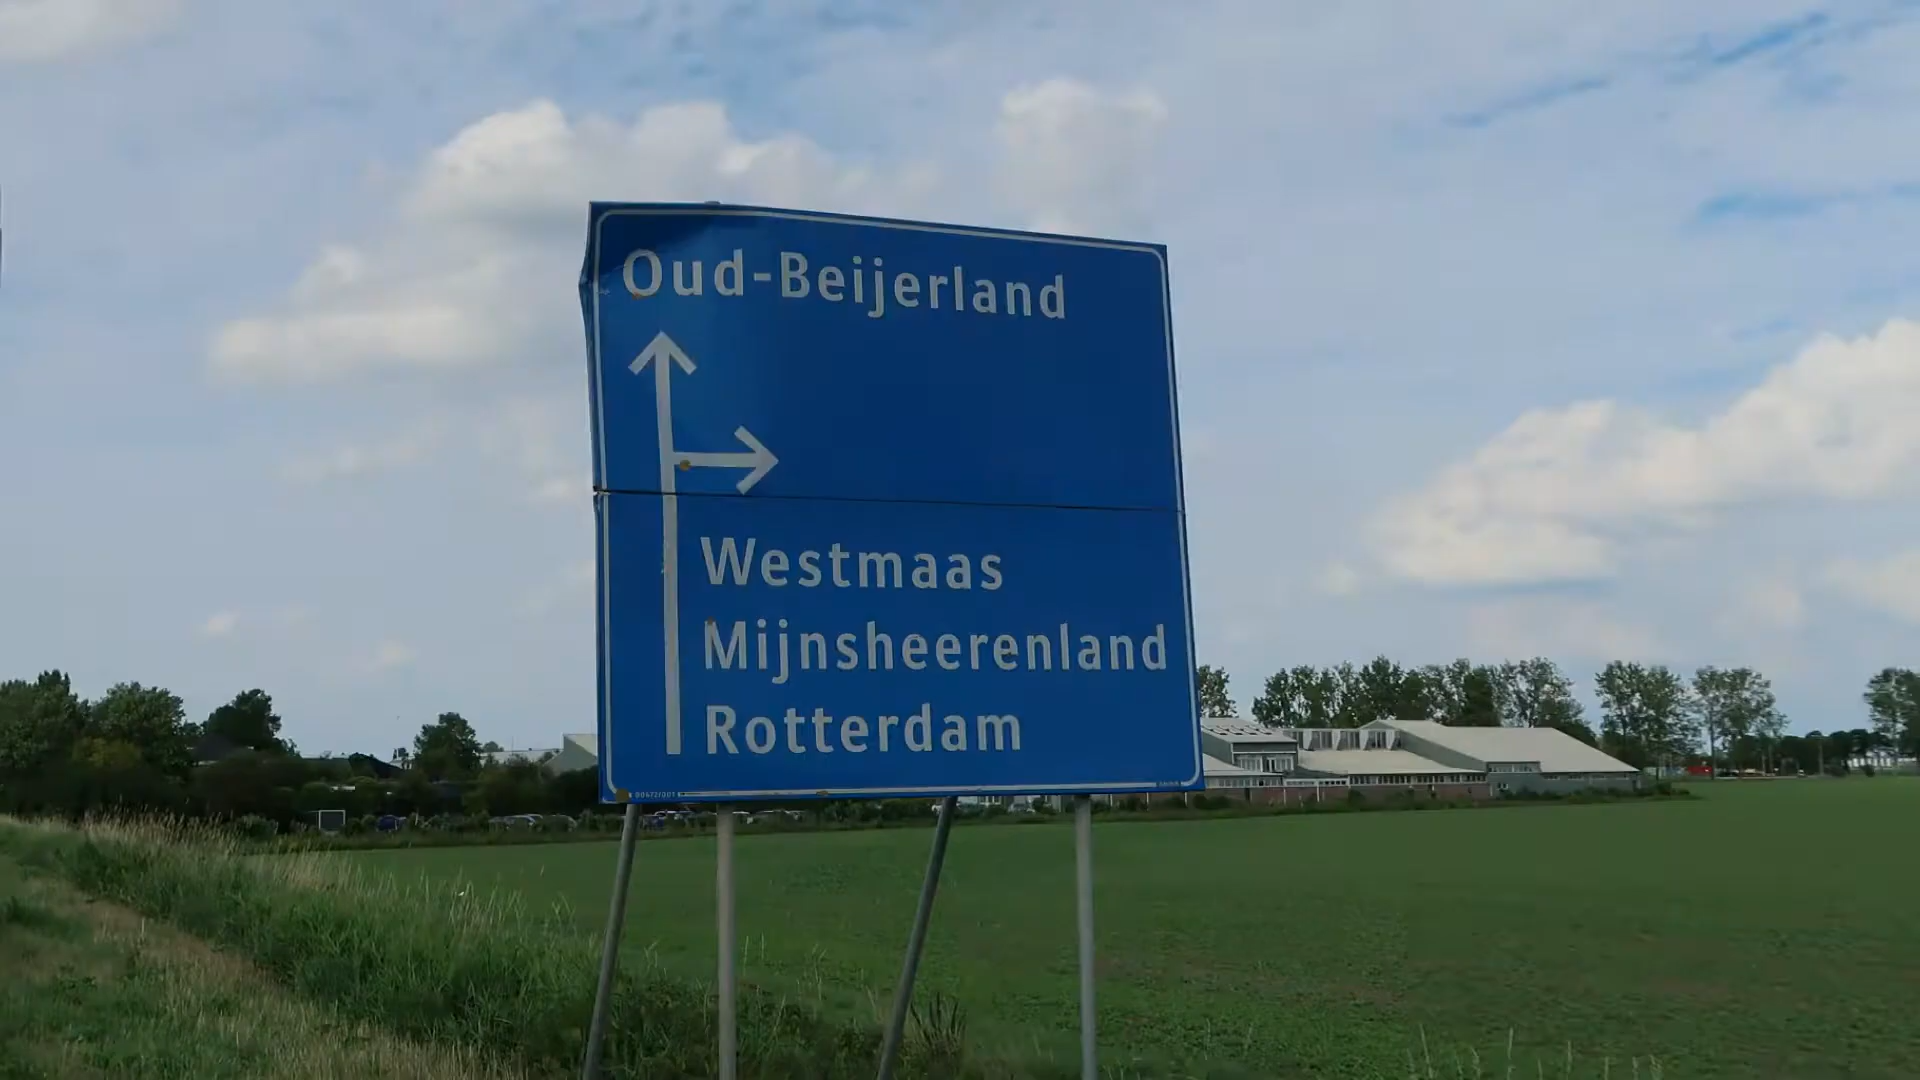 Oud-Beijerland
Westmaas
Mijnsheerenland
Rotterdam